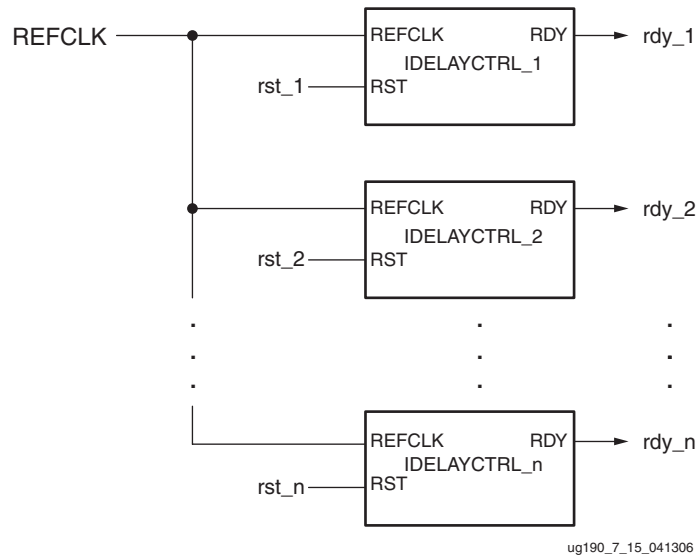 REFCLK
REFCLK RDY
rdy_1
IDELAYCTRL_1
rst_1
RST
REFCLK RDY
rdy_2
IDELAYCTRL_2
rst_2
RST
REFCLK RDY
rdy_n
IDELAYCTRL_n
rst_n
RST
ug190_7_15_041306